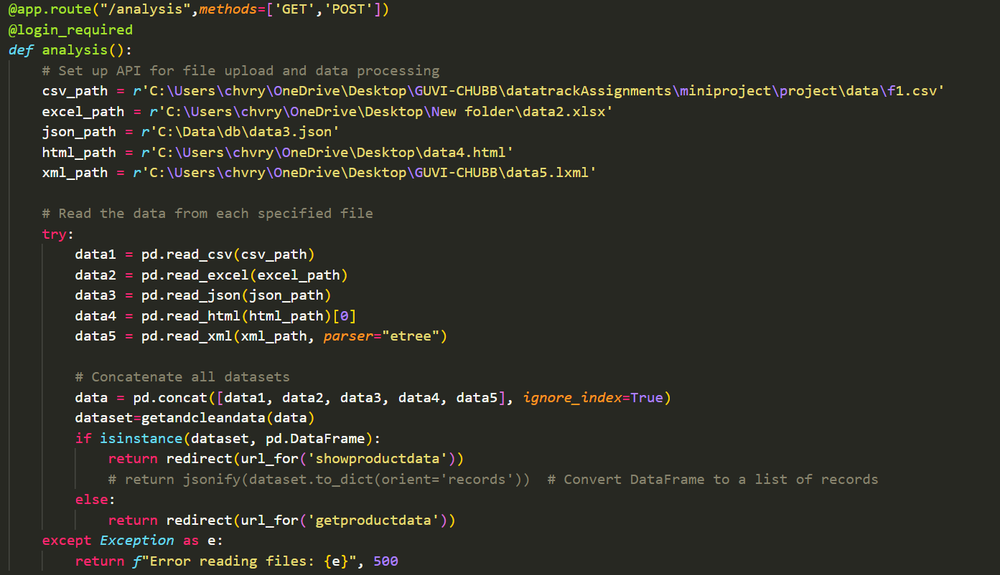 @app.route("/analysis",methods=['GET','POST'])
@login_required
def analysis():
    # Set up API for file upload and data processing
    csv_path = r'C:\Users\chvry\OneDrive\Desktop\GUVI-CHUBB\datatrackAssignments\miniproject\project\data\f1.csv'
    excel_path = r'C:\Users\chvry\OneDrive\Desktop\New folder\data2.xlsx'
    json_path = r'C:\Data\db\data3.json'
    html_path = r'C:\Users\chvry\OneDrive\Desktop\data4.html'
    xml_path = r'C:\Users\chvry\OneDrive\Desktop\GUVI-CHUBB\data5.lxml'

    # Read the data from each specified file
    try:
        data1 = pd.read_csv(csv_path)
        data2 = pd.read_excel(excel_path)
        data3 = pd.read_json(json_path)
        data4 = pd.read_html(html_path)[0]
        data5 = pd.read_xml(xml_path, parser="etree")

        # Concatenate all datasets
        data = pd.concat([data1, data2, data3, data4, data5], ignore_index=True)
        dataset=getandcleandata(data)
        if isinstance(dataset, pd.DataFrame):
            return redirect(url_for('showproductdata'))
            # return jsonify(dataset.to_dict(orient='records'))  # Convert DataFrame to a list of records
        else:
            return redirect(url_for('getproductdata'))
    except Exception as e:
        return f"Error reading files: {e}", 500